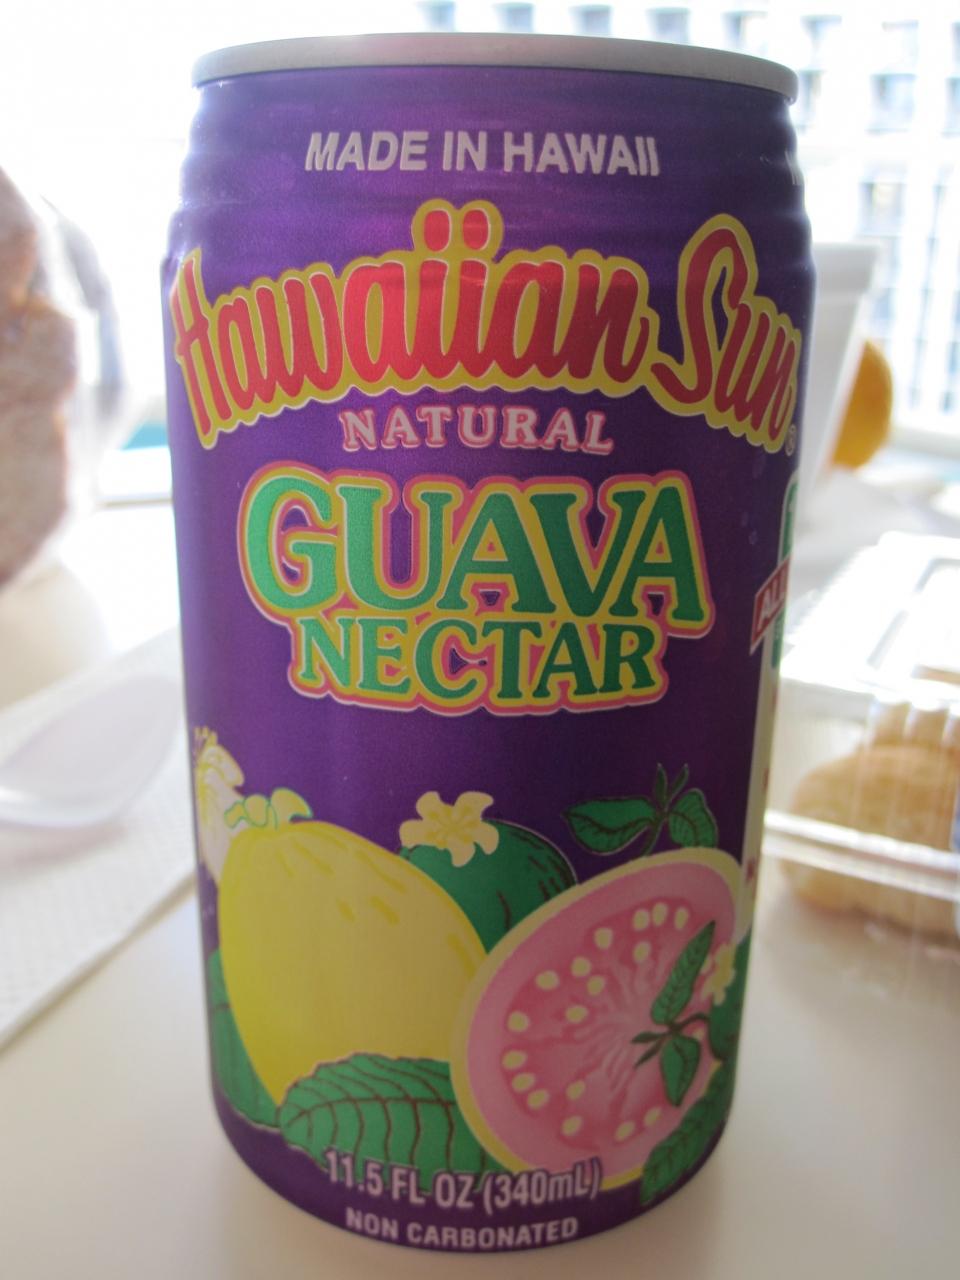 MADE IN HAWAII
Hawaiian Sun®
NATURAL
GUAVA
NECTAR
11.5 FL OZ (340mL)
NON CARBONATED